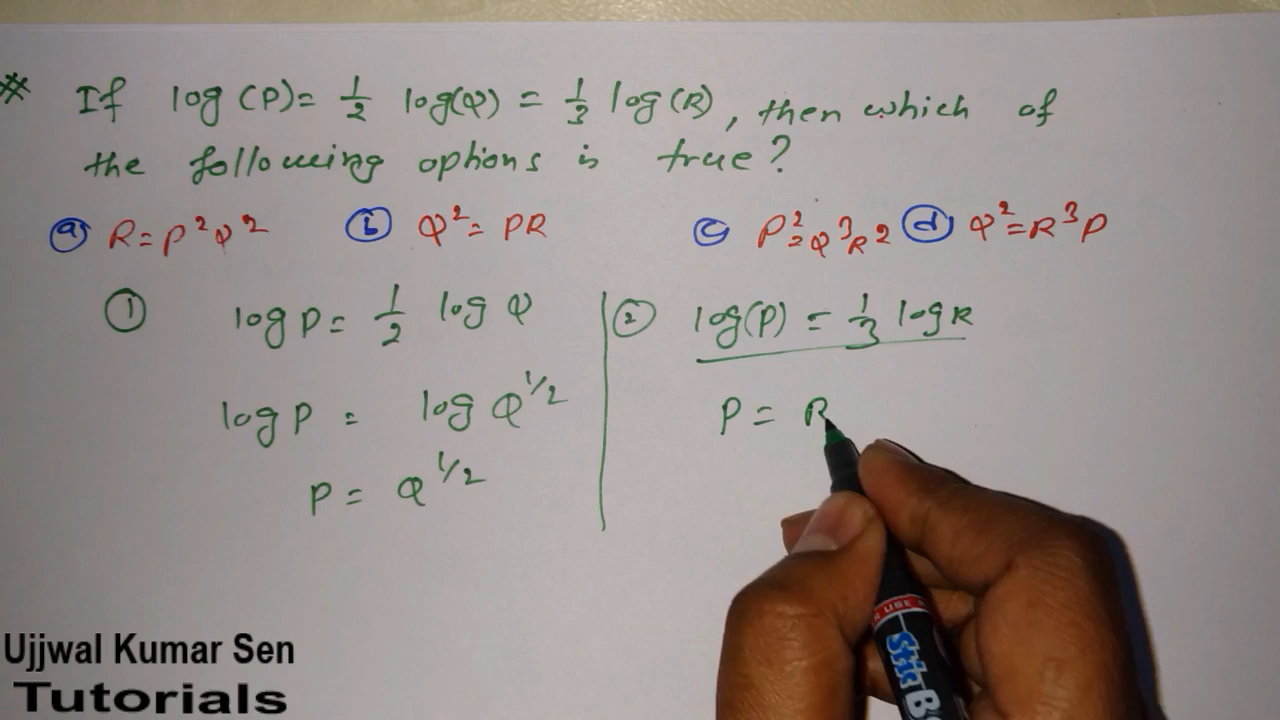 * If log (P) = 1/2 log(Q) = 1/3 log (R), then which of
the following options is true?
(a) R = P²Q² (b) Q² = PR (c) P² = Q³R² (d) Q² = R³P
(1) log P = 1/2 log Q
log P = log Q^1/2
P = Q^1/2
(2) log(P) = 1/3 log R
P = R
R USE
Stic
Ujjwal Kumar Sen
Tutorials